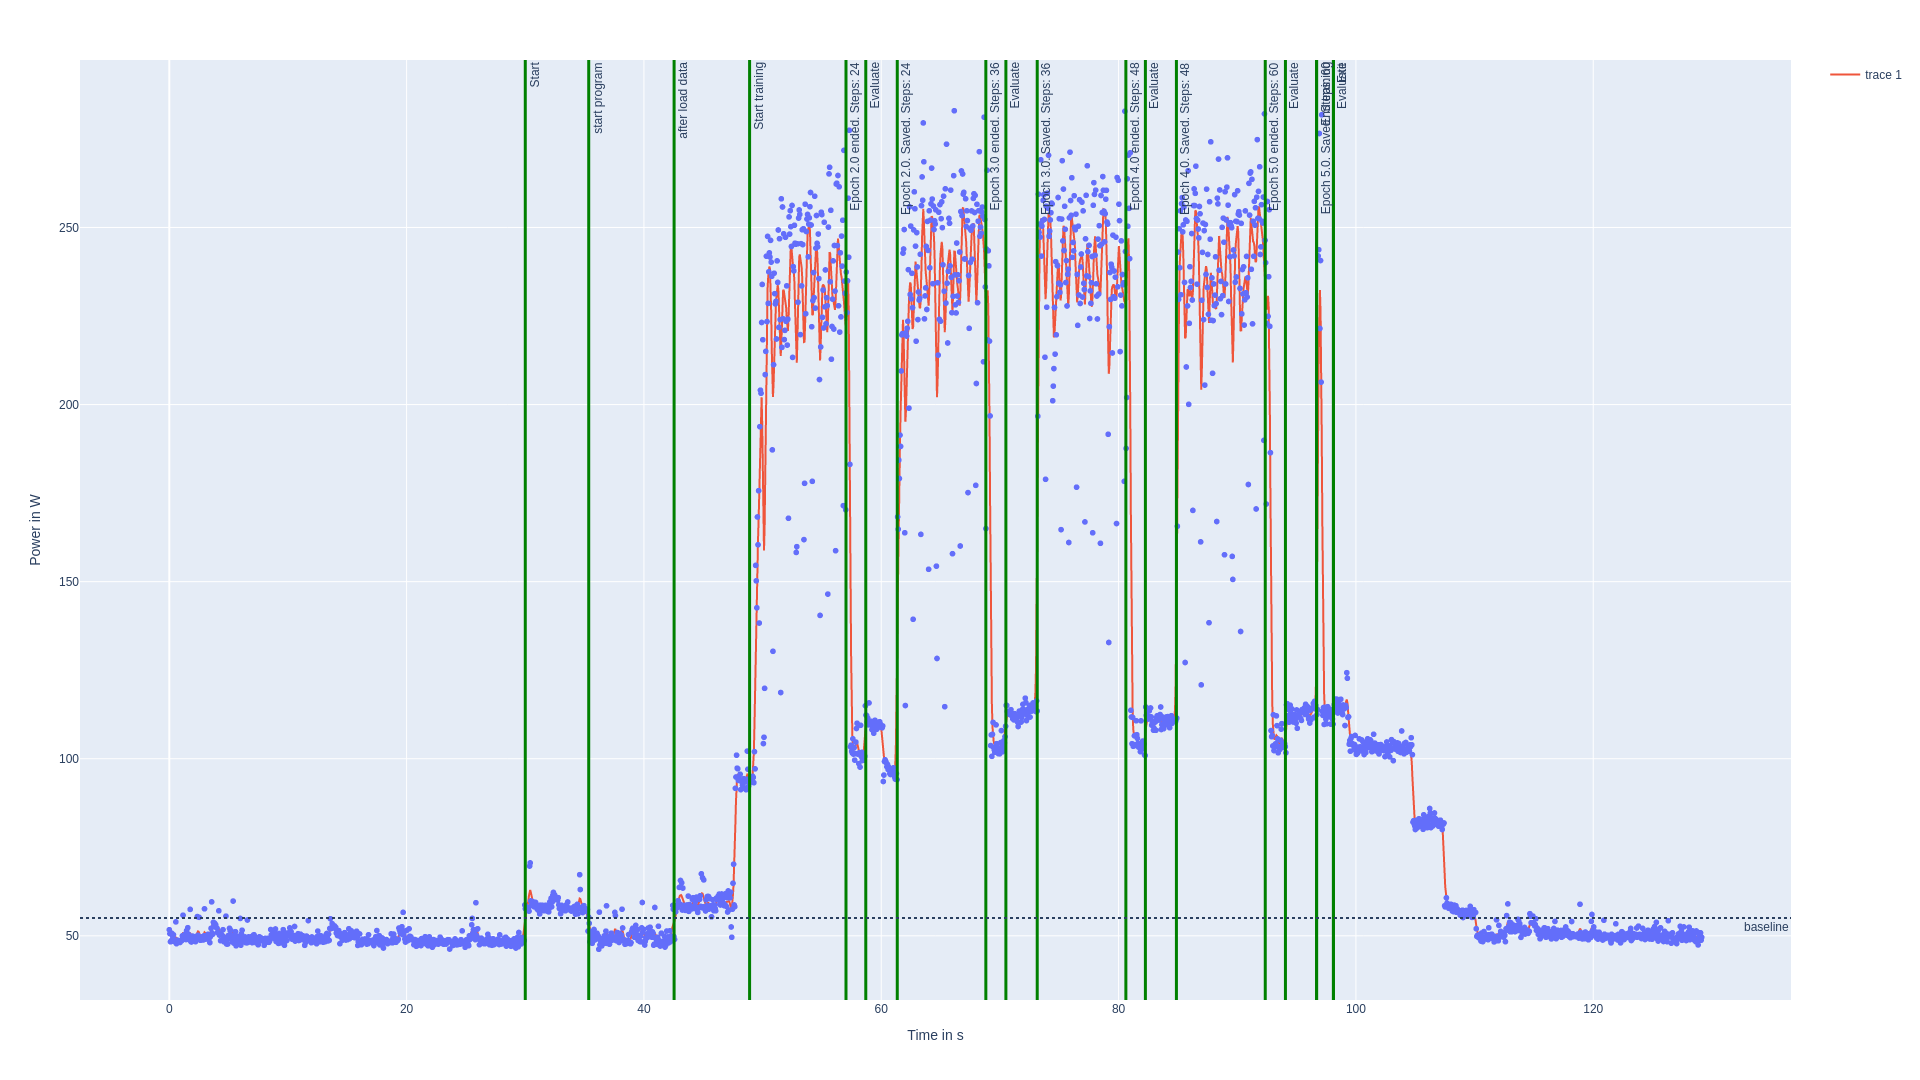 Start
start program
after load data
Start training
Epoch 2.0 ended. Steps: 24
Evaluate
Epoch 2.0. Saved. Steps: 24
Epoch 3.0 ended. Steps: 36
Evaluate
Epoch 3.0. Saved. Steps: 36
Epoch 4.0 ended. Steps: 48
Evaluate
Epoch 4.0. Saved. Steps: 48
Epoch 5.0 ended. Steps: 60
Evaluate
Epoch 5.0. Saved. Steps: 60
Evaluate
trace 1
250
200
150
100
50
Power in W
baseline
0
20
40
60
80
100
120
Time in s